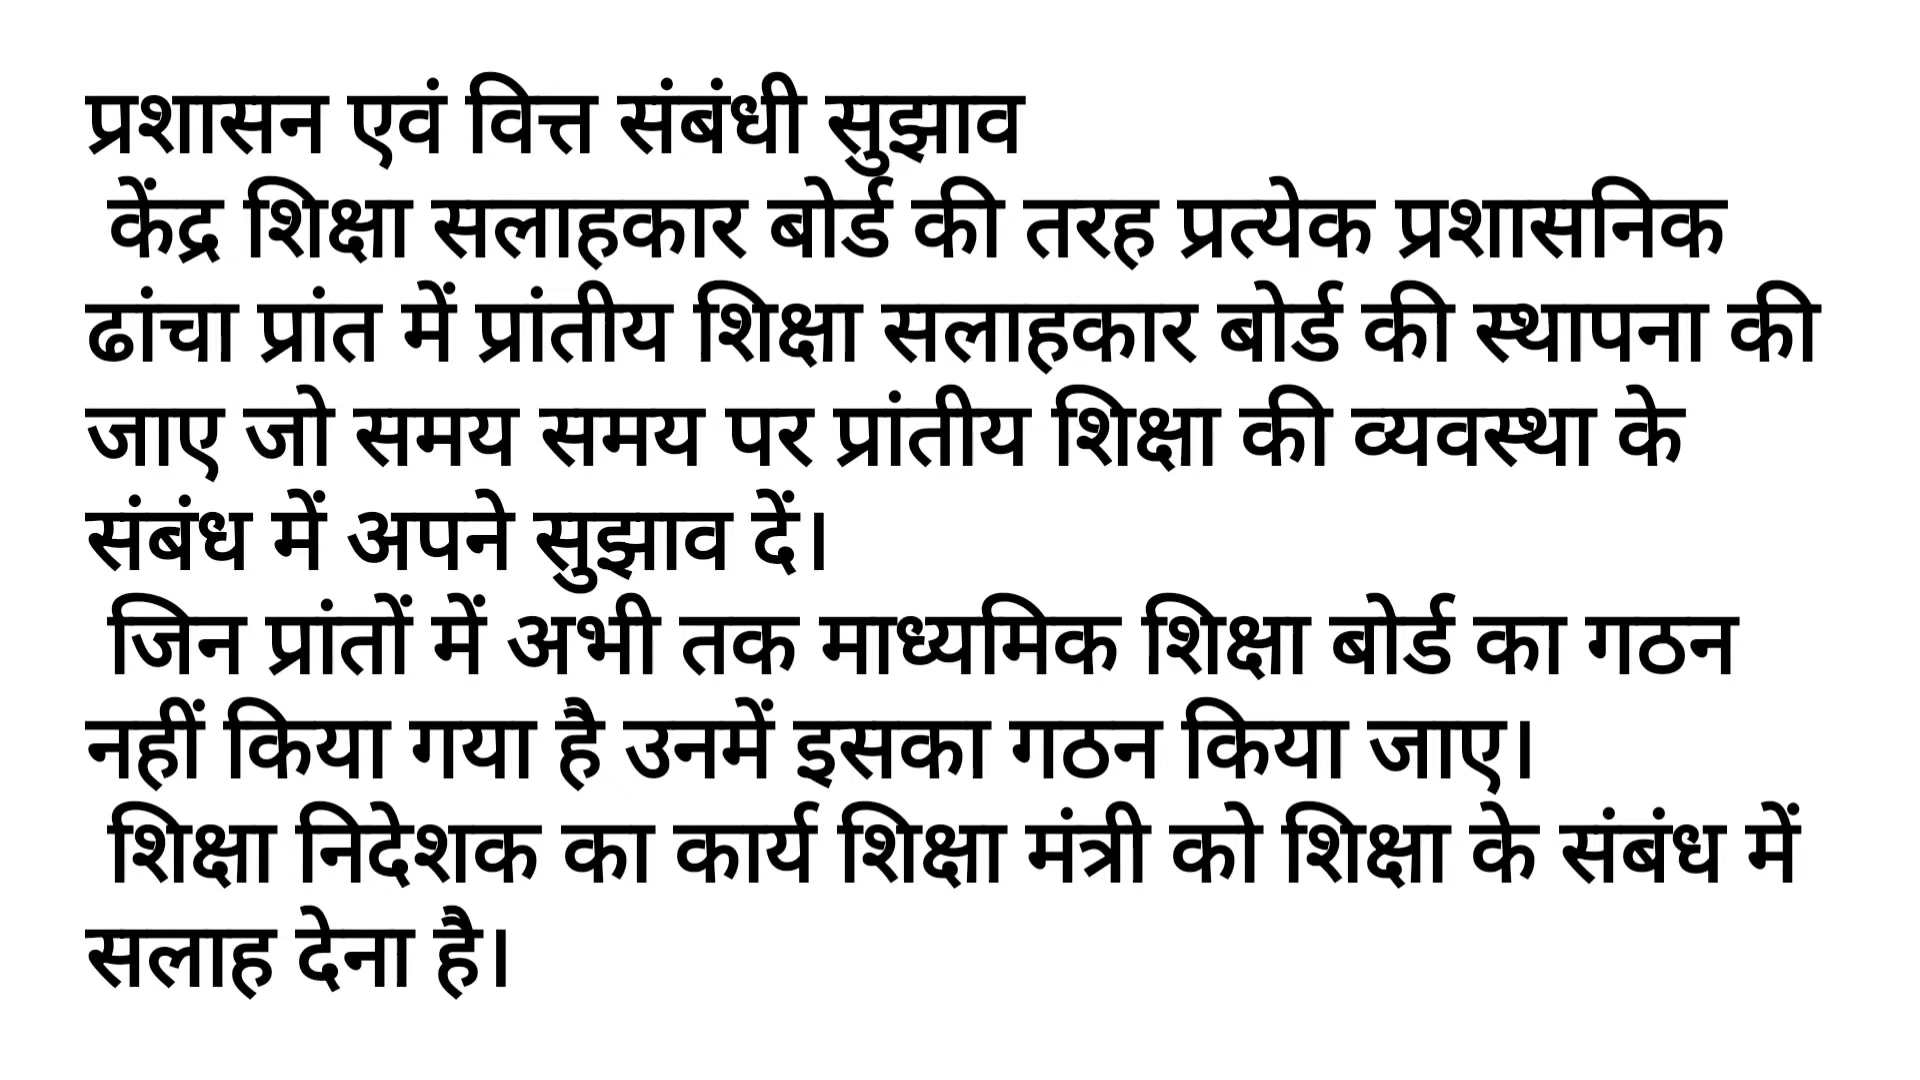 प्रशासन एवं वित्त संबंधी सुझाव
केंद्र शिक्षा सलाहकार बोर्ड की तरह प्रत्येक प्रशासनिक
ढांचा प्रांत में प्रांतीय शिक्षा सलाहकार बोर्ड की स्थापना की
जाए जो समय समय पर प्रांतीय शिक्षा की व्यवस्था के
संबंध में अपने सुझाव दें।
जिन प्रांतों में अभी तक माध्यमिक शिक्षा बोर्ड का गठन
नहीं किया गया है उनमें इसका गठन किया जाए।
शिक्षा निदेशक का कार्य शिक्षा मंत्री को शिक्षा के संबंध में
सलाह देना है।